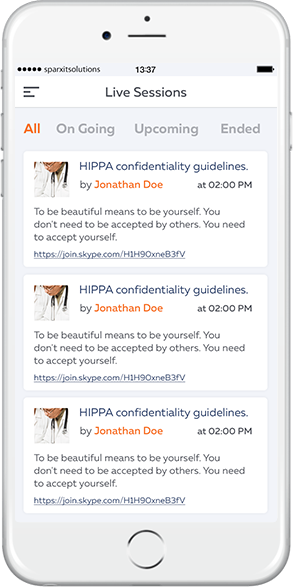 sparxitsolutions 13:37
Live Sessions
All On Going Upcoming Ended
HIPPA confidentiality guidelines.
by Jonathan Doe at 02:00 PM
To be beautiful means to be yourself. You
don't need to be accepted by others. You need
to accept yourself.
https://join.skype.com/H1H9OxneB3fV
HIPPA confidentiality guidelines.
by Jonathan Doe at 02:00 PM
To be beautiful means to be yourself. You
don't need to be accepted by others. You need
to accept yourself.
https://join.skype.com/H1H9OxneB3fV
HIPPA confidentiality guidelines.
by Jonathan Doe at 02:00 PM
To be beautiful means to be yourself. You
don't need to be accepted by others. You need
to accept yourself.
https://join.skype.com/H1H9OxneB3fV